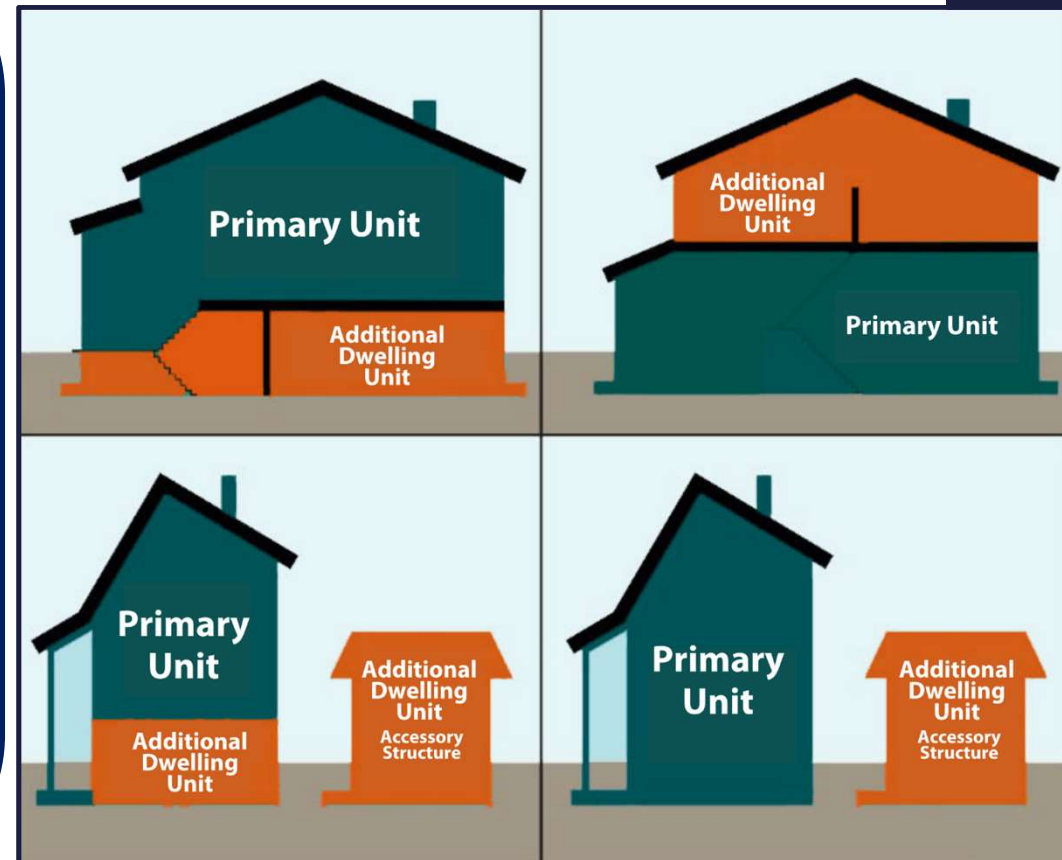 Primary Unit
Additional
Dwelling
Unit
Additional
Dwelling
Unit
Primary Unit
Primary
Unit
Additional
Dwelling
Unit
Additional
Dwelling
Unit
Accessory
Structure
Primary
Unit
Additional
Dwelling
Unit
Accessory
Structure